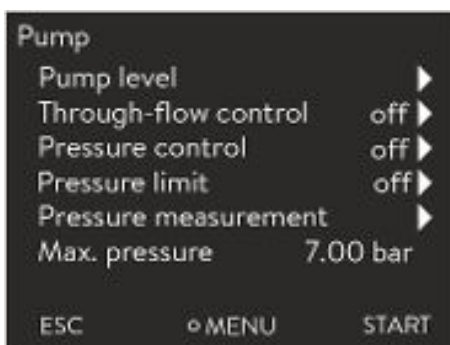 Pump
Pump level
Through-flow control off
Pressure control off
Pressure limit off
Pressure measurement
Max. pressure 7.00 bar
ESC MENU START